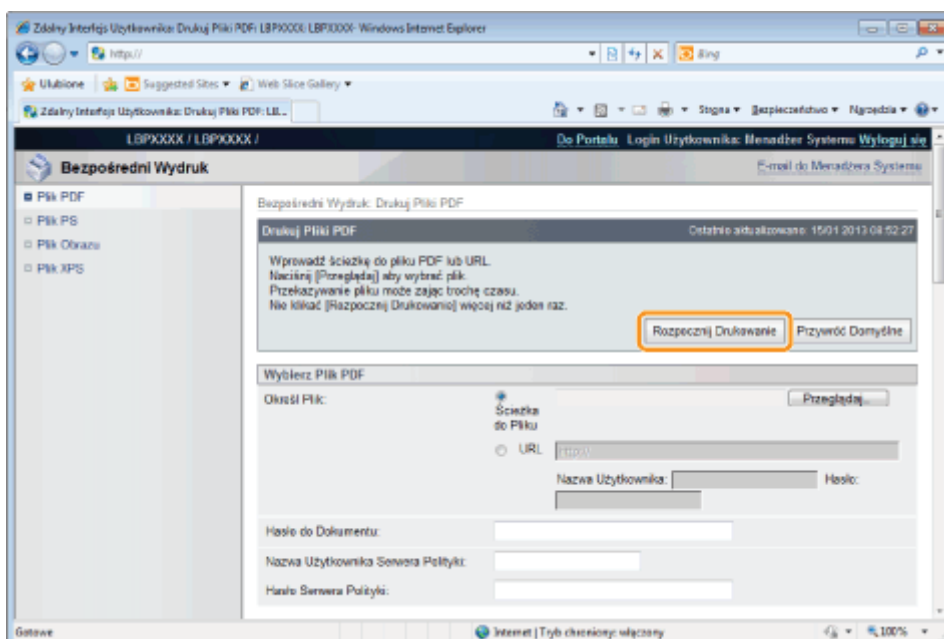 Zdalny Interfejs Użytkownika: Drukuj Pliki PDF: LBPXXXX: LBPXXXX - Windows Internet Explorer
http://
Bing
Ulubione Suggested Sites Web Slice Gallery
Zdalny Interfejs Użytkownika: Drukuj Pliki PDF: LB...
Strona Bezpieczeństwo Narzędzia
LBPXXXX / LBPXXXX /
Do Portalu Login Użytkownika: Menadżer Systemu Wyloguj się
Bezpośredni Wydruk
E-mail do Menadżera Systemu
Plik PDF
Plik PS
Plik Obrazu
Plik XPS
Bezpośredni Wydruk: Drukuj Pliki PDF
Drukuj Pliki PDF
Ostatnio aktualizowano: 15/01 2013 08:52:27
Wprowadź ścieżkę do pliku PDF lub URL.
Naciśnij [Przeglądaj] aby wybrać plik.
Przekazywanie pliku może zająć trochę czasu.
Nie klikać [Rozpocznij Drukowanie] więcej niż jeden raz.
Rozpocznij Drukowanie Przywróć Domyślne
Wybierz Plik PDF
Określ Plik:
Ścieżka
do Pliku
Przeglądaj...
URL
http://
Nazwa Użytkownika:
Hasło:
Hasło do Dokumentu:
Nazwa Użytkownika Serwera Polityki:
Hasło Serwera Polityki:
Gotowe
Internet | Tryb chroniony: włączony
100%